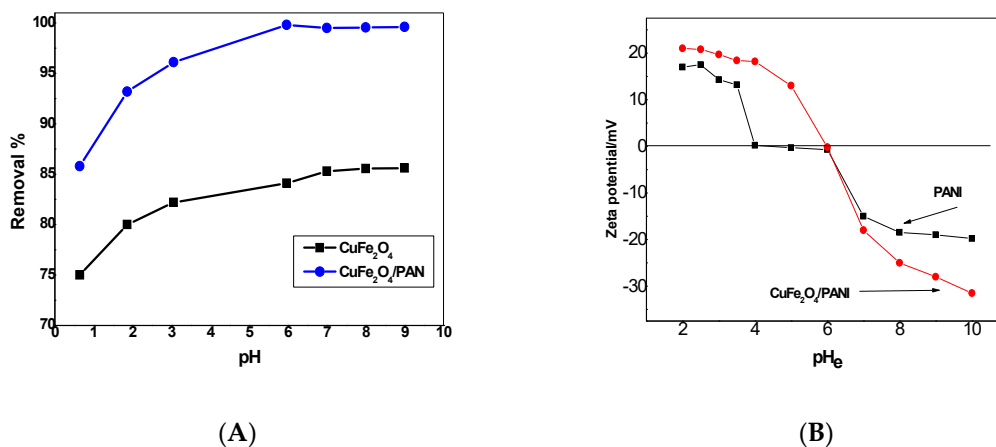 100
95
90
85
80
75
70
Removal %
0 1 2 3 4 5 6 7 8 9 10
pH
CuFe₂O₄
CuFe₂O₄/PAN
(A)
20
10
0
-10
-20
-30
Zeta potential/mV
PANI
CuFe₂O₄/PANI
2 4 6 8 10
pHe
(B)